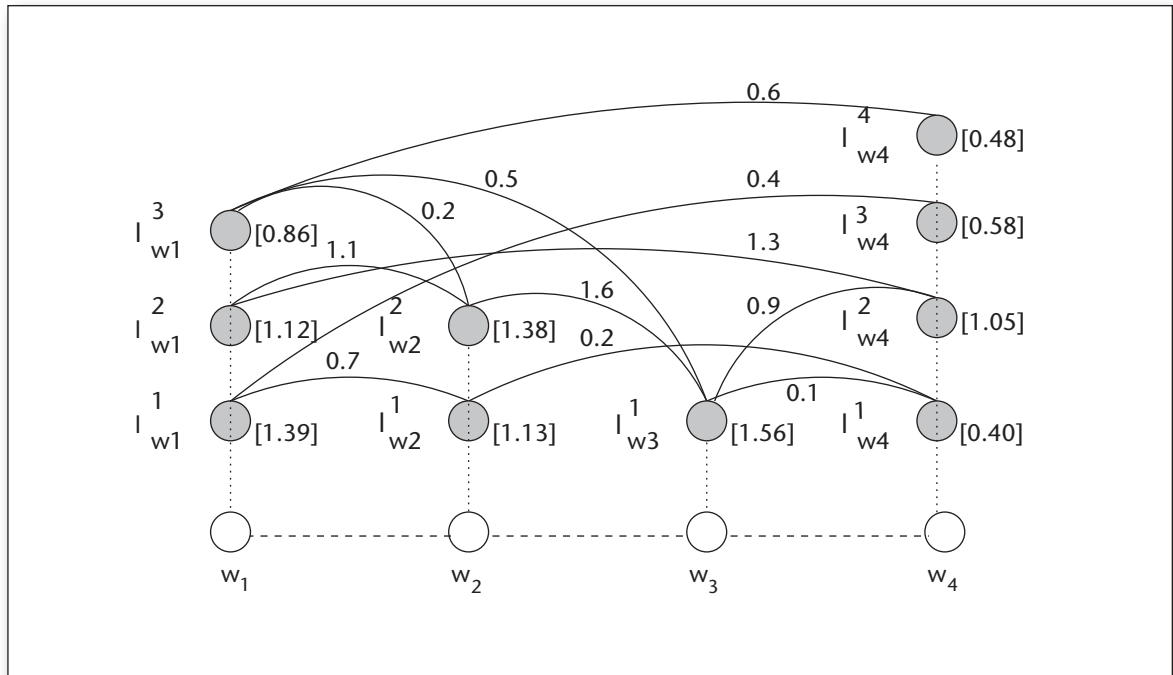 0.6
l 4 w4 [0.48]
0.5 0.4
l 3 w1 [0.86] 0.2 l 3 w4 [0.58]
1.1 1.3
l 2 w1 [1.12] l 2 w2 [1.38] 1.6 0.9 l 2 w4 [1.05]
0.7 0.2 0.1
l 1 w1 [1.39] l 1 w2 [1.13] l 1 w3 [1.56] l 1 w4 [0.40]
w1 w2 w3 w4